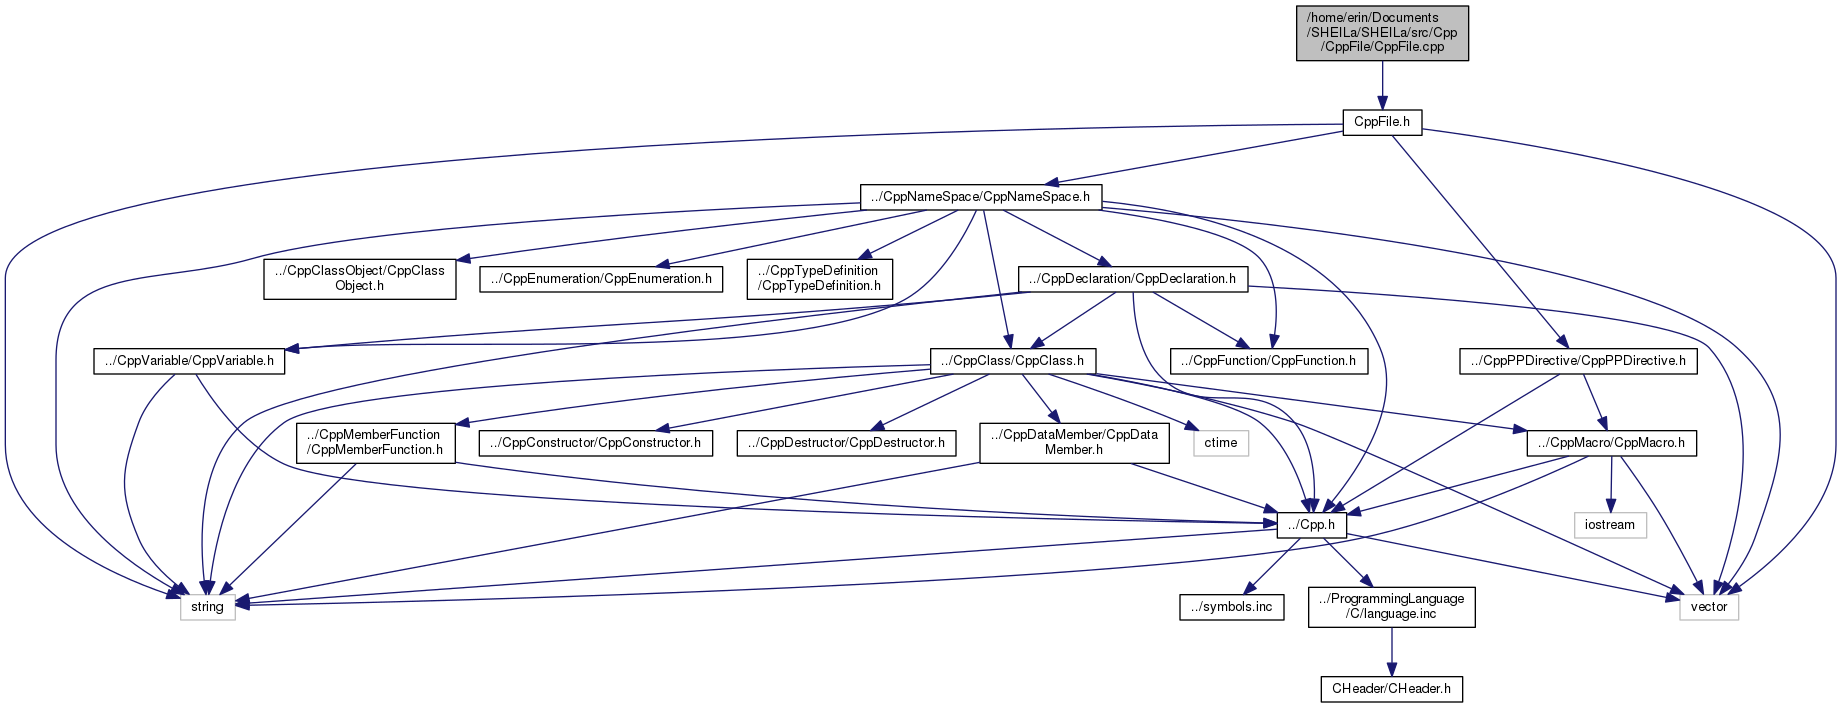 /home/erin/Documents
/SHEILa/SHEILa/src/Cpp
/CppFile/CppFile.cpp
CppFile.h
../CppNameSpace/CppNameSpace.h
../CppClassObject/CppClass
Object.h
../CppEnumeration/CppEnumeration.h
../CppTypeDefinition
/CppTypeDefinition.h
../CppDeclaration/CppDeclaration.h
../CppVariable/CppVariable.h
../CppClass/CppClass.h
../CppFunction/CppFunction.h
../CppPPDirective/CppPPDirective.h
../CppMemberFunction
/CppMemberFunction.h
../CppConstructor/CppConstructor.h
../CppDestructor/CppDestructor.h
../CppDataMember/CppData
Member.h
ctime
../CppMacro/CppMacro.h
../Cpp.h
iostream
string
../symbols.inc
../ProgrammingLanguage
/C/language.inc
vector
CHeader/CHeader.h